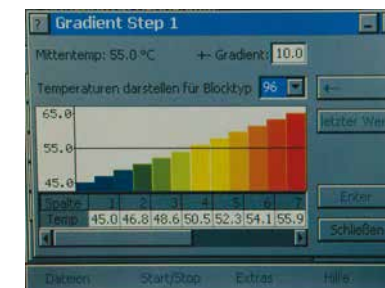 ? Gradient Step 1
Mittentemp: 55.0 °C +- Gradient: 10.0
Temperaturen darstellen für Blocktyp 96
65.0
55.0
45.0
letzter Wer
Spalte 1 2 3 4 5 6 7
Temp 45.0 46.8 48.6 50.5 52.3 54.1 55.9
Enter
Schließen
Dateien Start/Stop Extras Hilfe